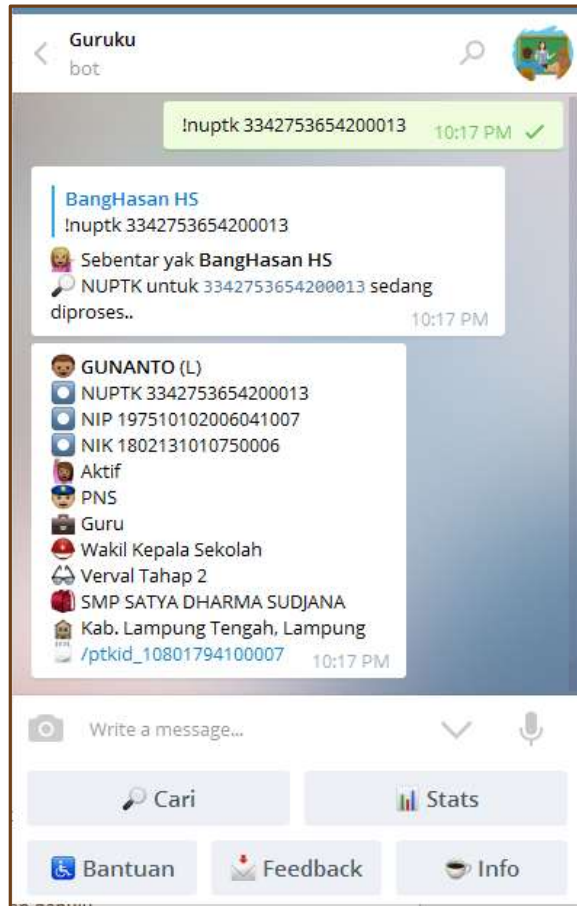 Guruku
bot
!nuptk 3342753654200013 10:17 PM
BangHasan HS
!nuptk 3342753654200013
Sebentar yak BangHasan HS
NUPTK untuk 3342753654200013 sedang
diproses..
10:17 PM
GUNANTO (L)
NUPTK 3342753654200013
NIP 197510102006041007
NIK 1802131010750006
Aktif
PNS
Guru
Wakil Kepala Sekolah
Verval Tahap 2
SMP SATYA DHARMA SUDJANA
Kab. Lampung Tengah, Lampung
/ptkid_10801794100007 10:17 PM
Write a message...
Cari
Stats
Bantuan
Feedback
Info